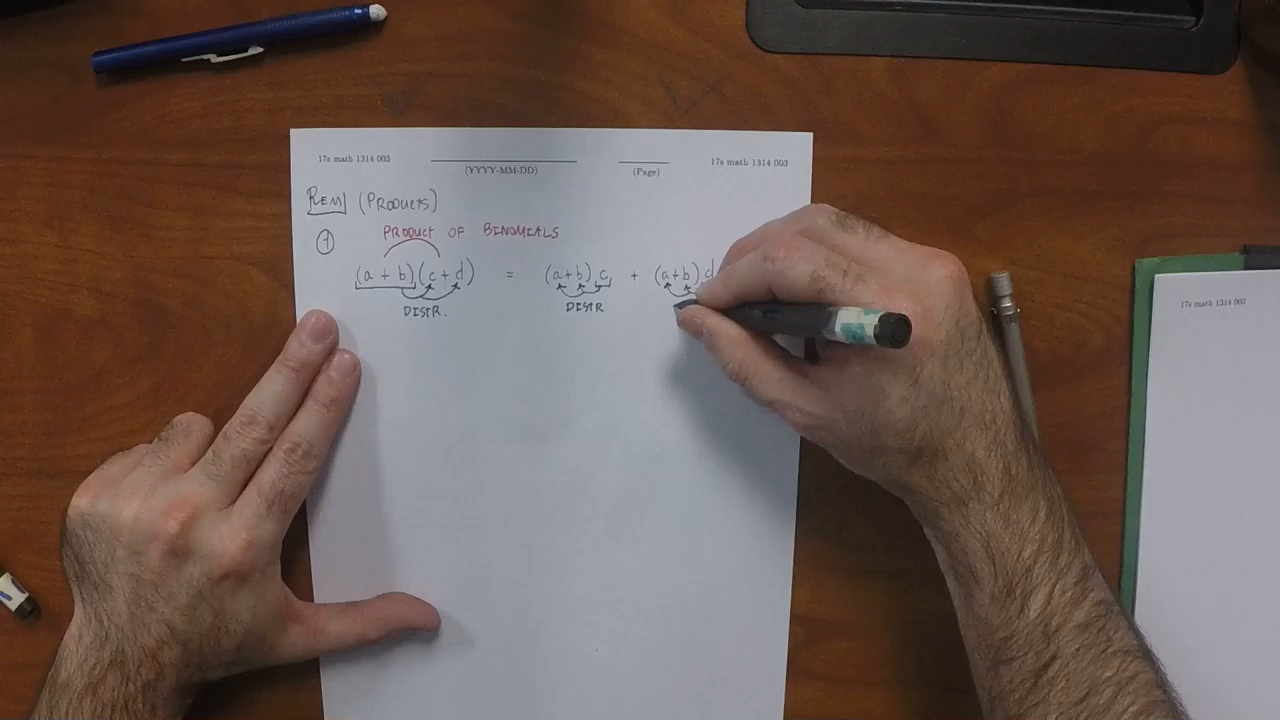 17s math 1314 003 (YYYY-MM-DD) (Page) 17s math 1314 003
REM (PRODUCTS)
PRODUCT OF BINOMIALS
1
(a + b)(c + d) = (a+b) c + (a+b) d
DISTR. DISTR
17s math 1314 003